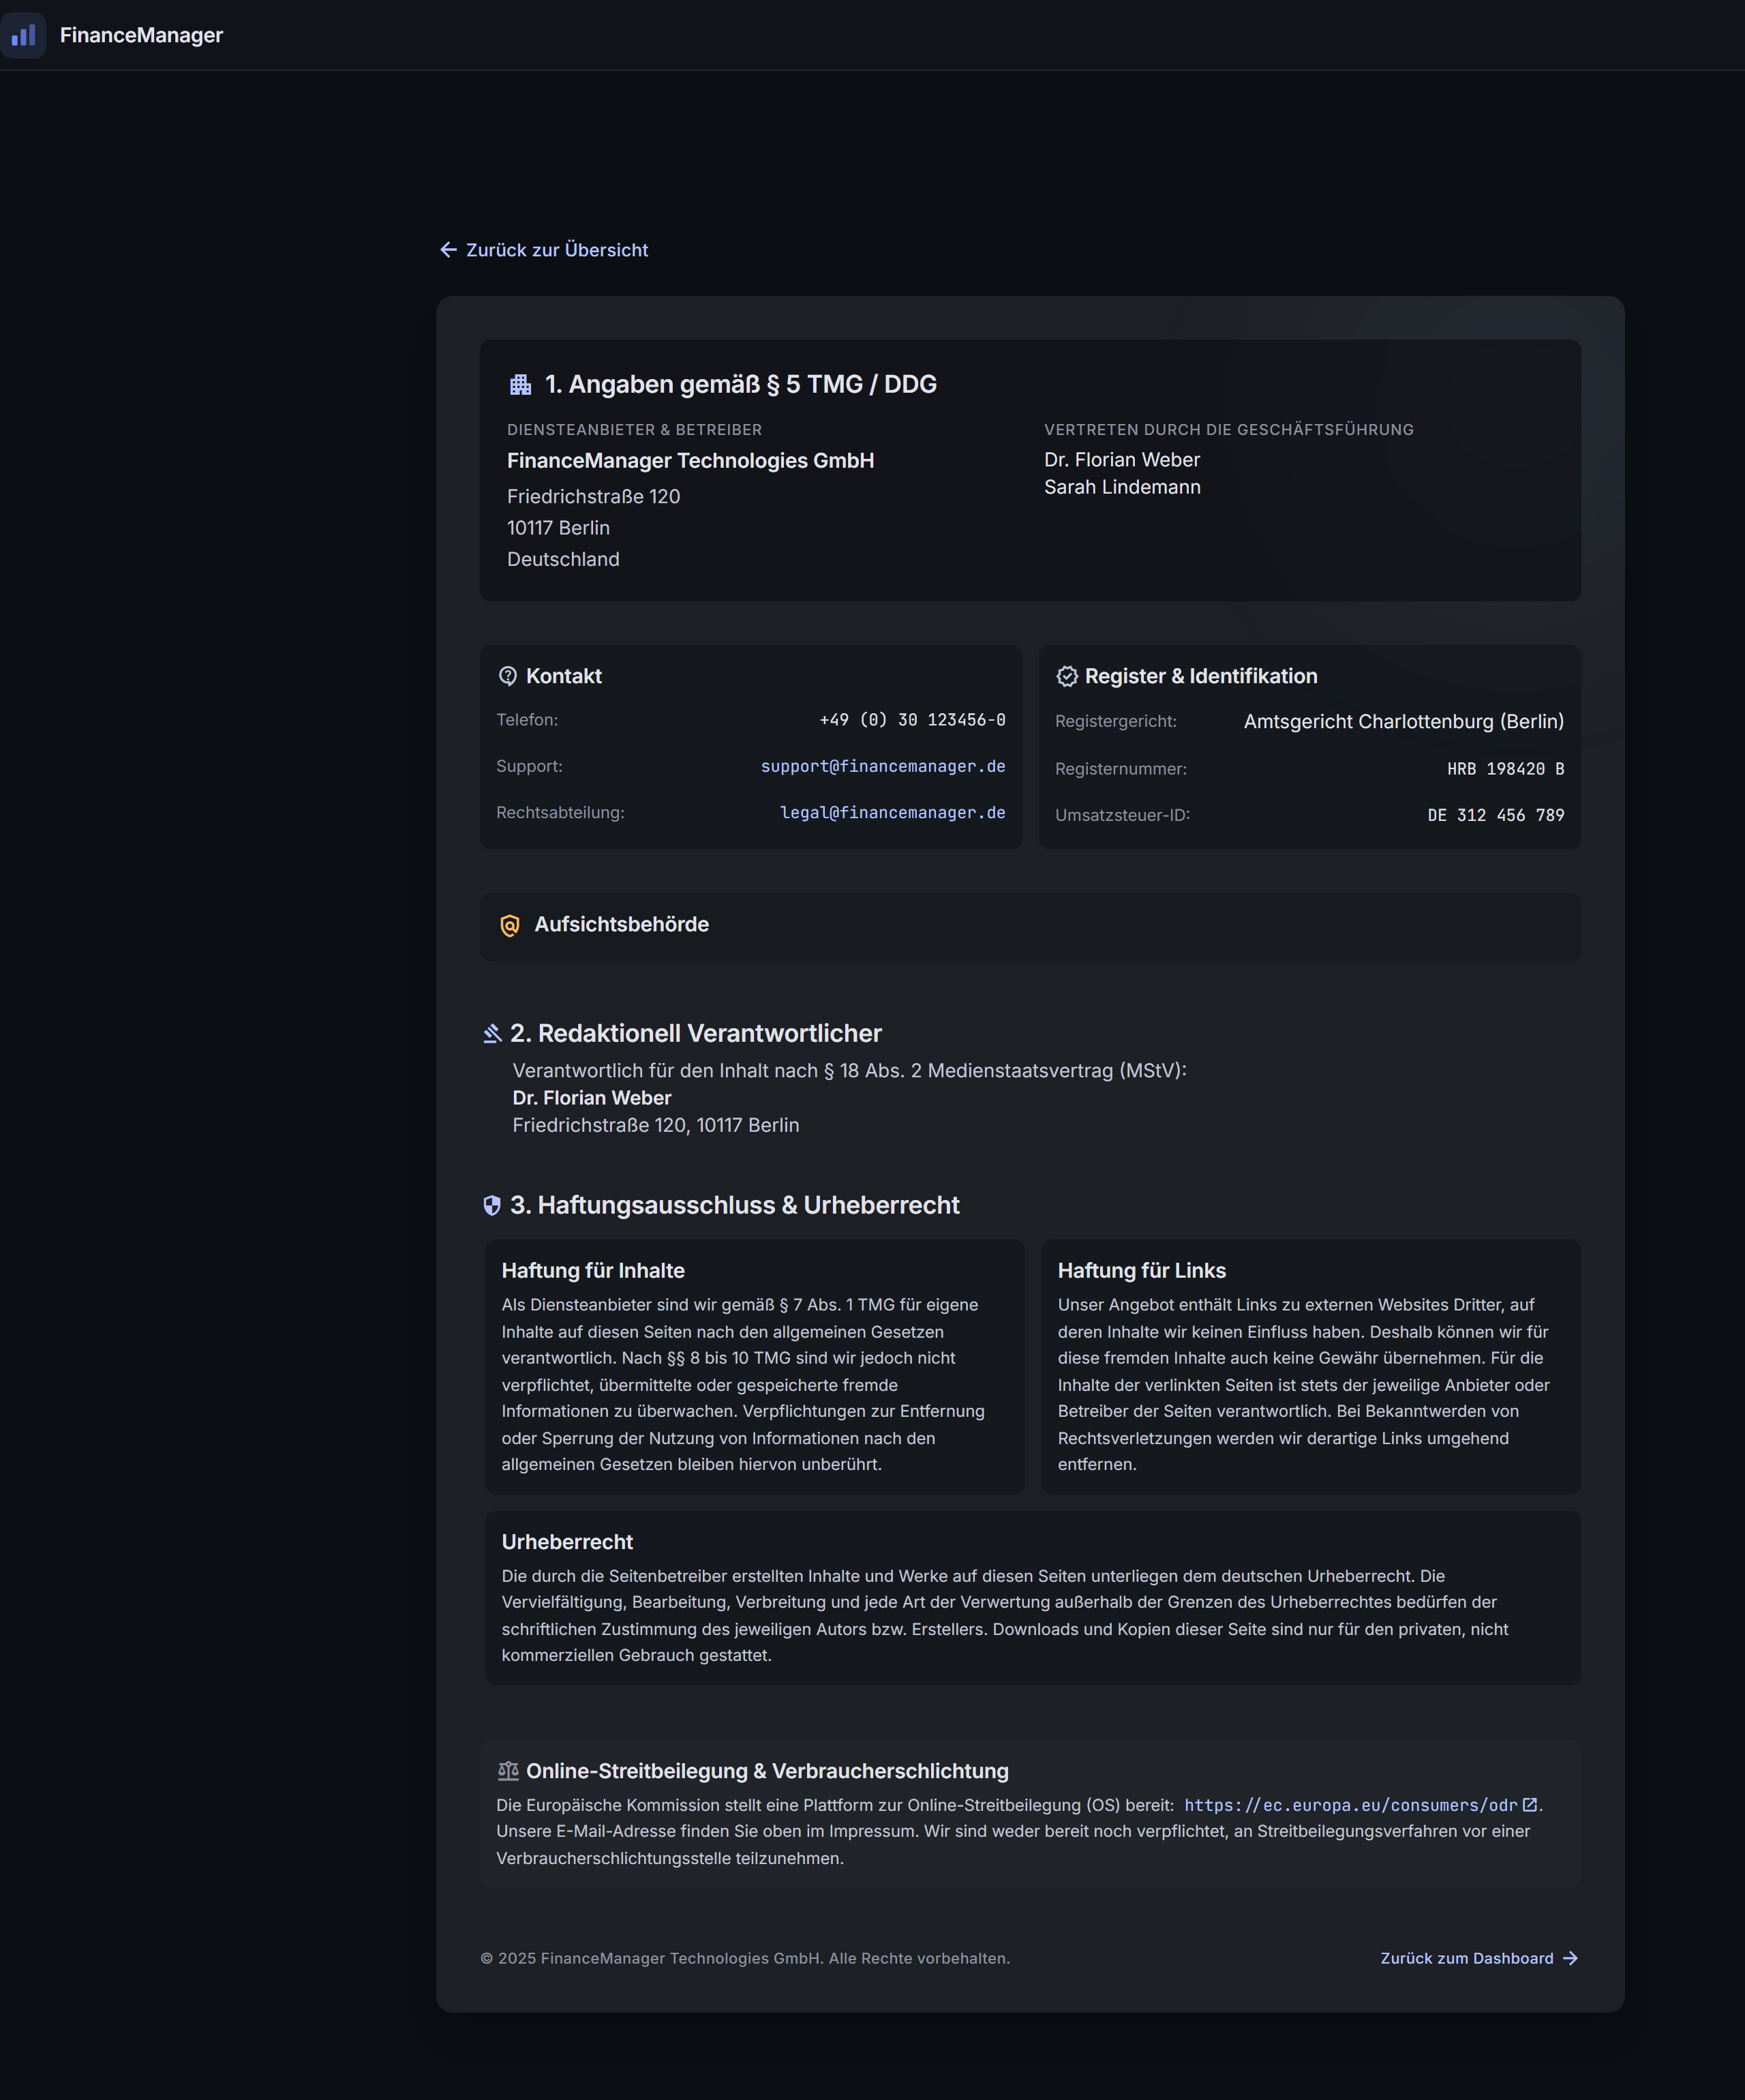 FinanceManager
Zurück zur Übersicht
1. Angaben gemäß § 5 TMG / DDG
DIENSTEANBIETER & BETREIBER
FinanceManager Technologies GmbH
Friedrichstraße 120
10117 Berlin
Deutschland
VERTRETEN DURCH DIE GESCHÄFTSFÜHRUNG
Dr. Florian Weber
Sarah Lindemann
Kontakt
Telefon: +49 (0) 30 123456-0
Support: support@financemanager.de
Rechtsabteilung: legal@financemanager.de
Register & Identifikation
Registergericht: Amtsgericht Charlottenburg (Berlin)
Registernummer: HRB 198420 B
Umsatzsteuer-ID: DE 312 456 789
Aufsichtsbehörde
2. Redaktionell Verantwortlicher
Verantwortlich für den Inhalt nach § 18 Abs. 2 Medienstaatsvertrag (MStV):
Dr. Florian Weber
Friedrichstraße 120, 10117 Berlin
3. Haftungsausschluss & Urheberrecht
Haftung für Inhalte
Als Diensteanbieter sind wir gemäß § 7 Abs. 1 TMG für eigene
Inhalte auf diesen Seiten nach den allgemeinen Gesetzen
verantwortlich. Nach §§ 8 bis 10 TMG sind wir jedoch nicht
verpflichtet, übermittelte oder gespeicherte fremde
Informationen zu überwachen. Verpflichtungen zur Entfernung
oder Sperrung der Nutzung von Informationen nach den
allgemeinen Gesetzen bleiben hiervon unberührt.
Haftung für Links
Unser Angebot enthält Links zu externen Websites Dritter, auf
deren Inhalte wir keinen Einfluss haben. Deshalb können wir für
diese fremden Inhalte auch keine Gewähr übernehmen. Für die
Inhalte der verlinkten Seiten ist stets der jeweilige Anbieter oder
Betreiber der Seiten verantwortlich. Bei Bekanntwerden von
Rechtsverletzungen werden wir derartige Links umgehend
entfernen.
Urheberrecht
Die durch die Seitenbetreiber erstellten Inhalte und Werke auf diesen Seiten unterliegen dem deutschen Urheberrecht. Die
Vervielfältigung, Bearbeitung, Verbreitung und jede Art der Verwertung außerhalb der Grenzen des Urheberrechtes bedürfen der
schriftlichen Zustimmung des jeweiligen Autors bzw. Erstellers. Downloads und Kopien dieser Seite sind nur für den privaten, nicht
kommerziellen Gebrauch gestattet.
Online-Streitbeilegung & Verbraucherschlichtung
Die Europäische Kommission stellt eine Plattform zur Online-Streitbeilegung (OS) bereit: https://ec.europa.eu/consumers/odr.
Unsere E-Mail-Adresse finden Sie oben im Impressum. Wir sind weder bereit noch verpflichtet, an Streitbeilegungsverfahren vor einer
Verbraucherschlichtungsstelle teilzunehmen.
© 2025 FinanceManager Technologies GmbH. Alle Rechte vorbehalten.
Zurück zum Dashboard